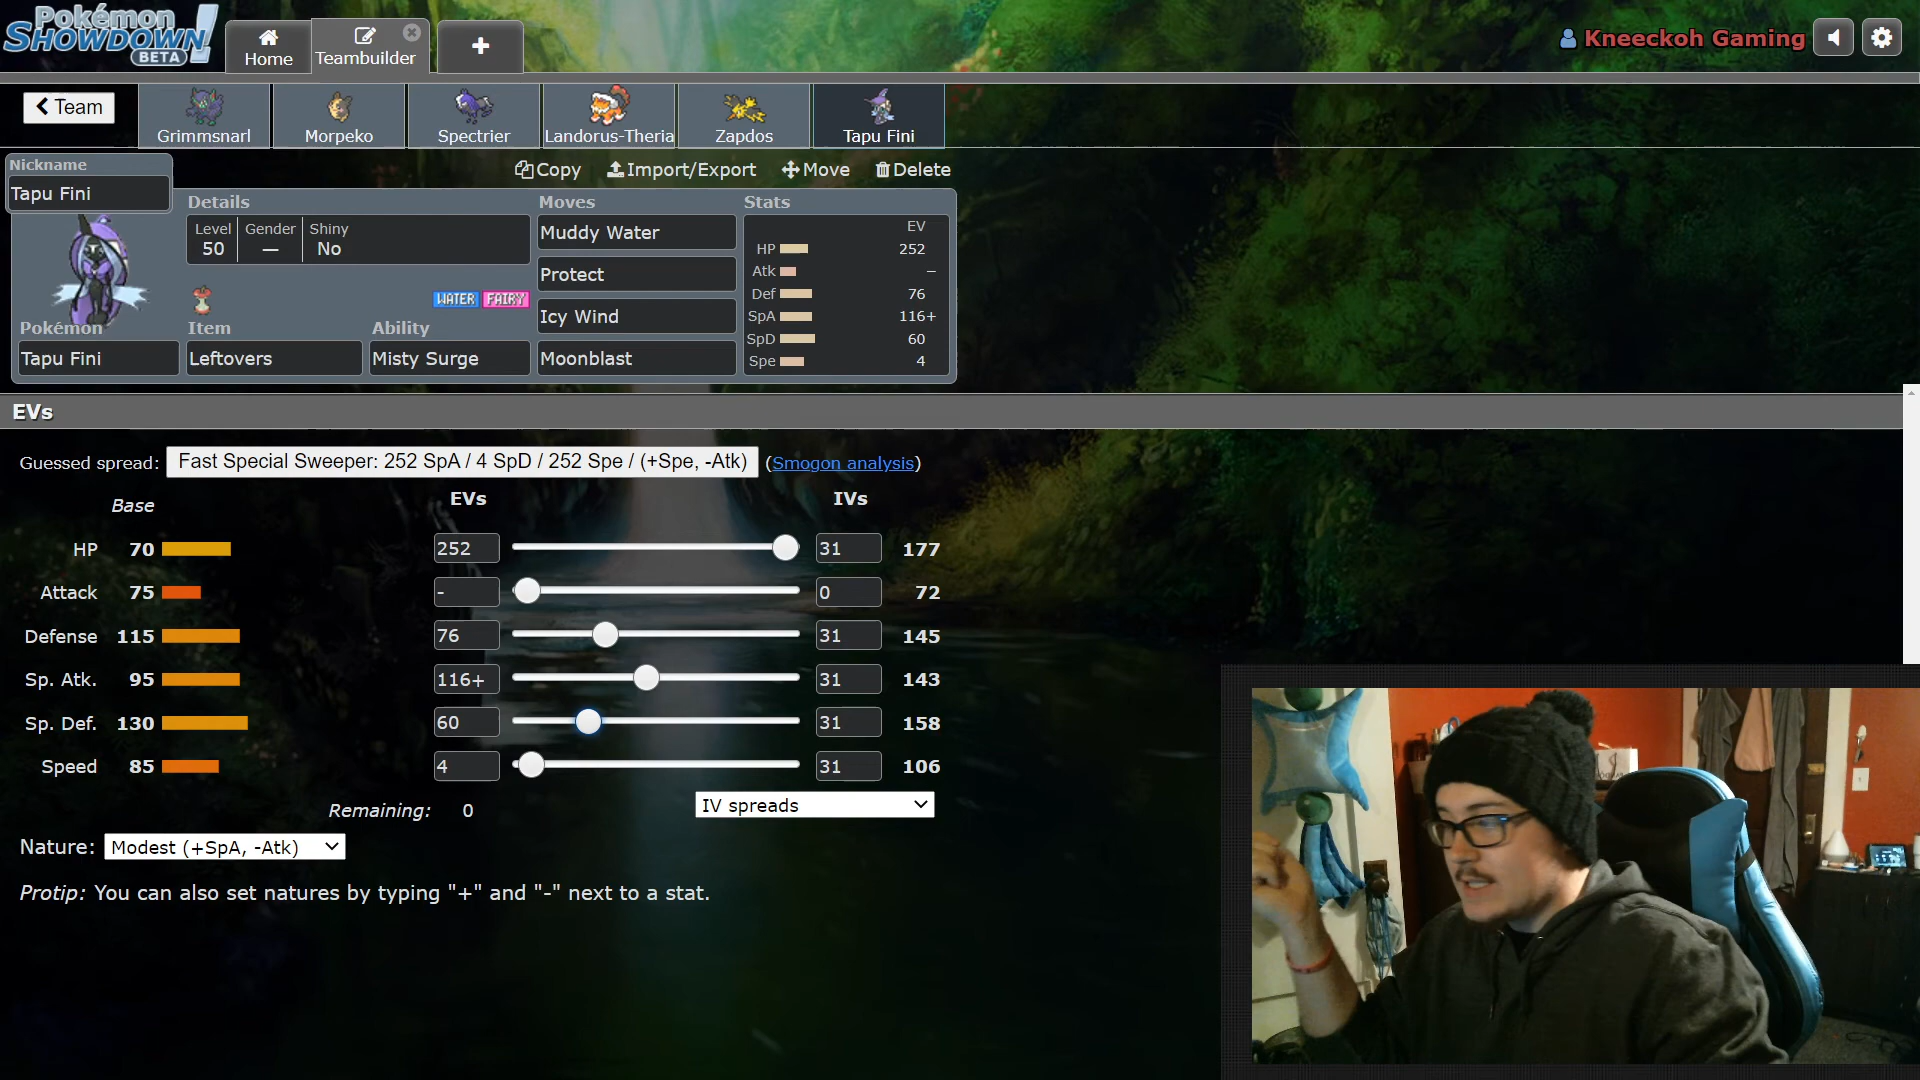 Pokémon
SHOWDOWN!
BETA
Home
Teambuilder
Kneeckoh Gaming
Team
Grimmsnarl
Morpeko
Spectrier
Landorus-Theria
Zapdos
Tapu Fini
Nickname
Tapu Fini
Copy
Import/Export
Move
Delete
Details
Level
Gender
Shiny
50
—
No
WATER
FAIRY
Pokémon
Tapu Fini
Item
Leftovers
Ability
Misty Surge
Moves
Muddy Water
Protect
Icy Wind
Moonblast
Stats
EV
HP 252
Atk –
Def 76
SpA 116+
SpD 60
Spe 4
EVs
Guessed spread: Fast Special Sweeper: 252 SpA / 4 SpD / 252 Spe / (+Spe, -Atk) (Smogon analysis)
Base EVs IVs
HP 70 252 31 177
Attack 75 - 0 72
Defense 115 76 31 145
Sp. Atk. 95 116+ 31 143
Sp. Def. 130 60 31 158
Speed 85 4 31 106
Remaining: 0
IV spreads
Nature: Modest (+SpA, -Atk)
Protip: You can also set natures by typing "+" and "-" next to a stat.